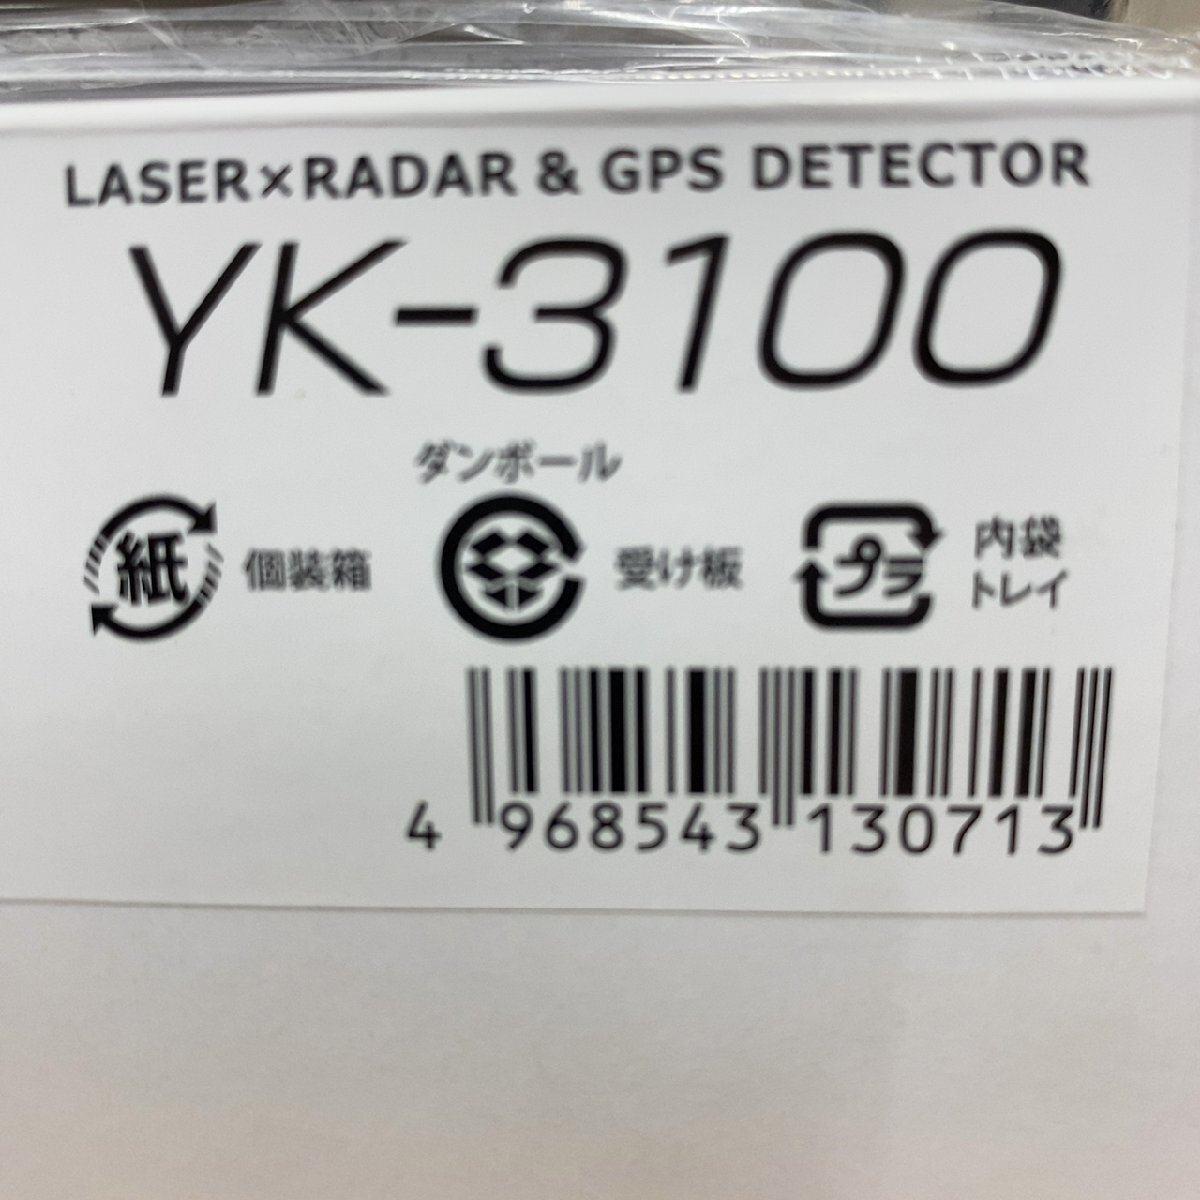 LASER×RADAR & GPS DETECTOR
YK-3100
ダンボール
紙 個装箱 受け板 プラ 内袋
トレイ
4 968543 130713